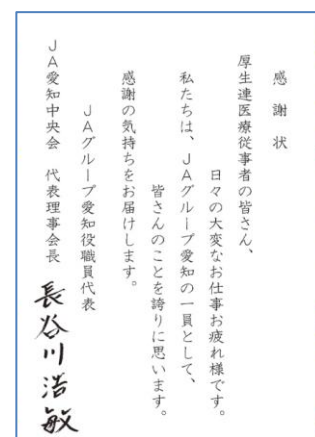 感謝状
厚生連医療従事者の皆さん、
日々の大変なお仕事お疲れ様です。
私たちは、JAグループ愛知の一員として、
皆さんのことを誇りに思います。
感謝の気持ちをお届けします。
JAグループ愛知役職員代表
JA愛知中央会 代表理事会長 長谷川浩敏